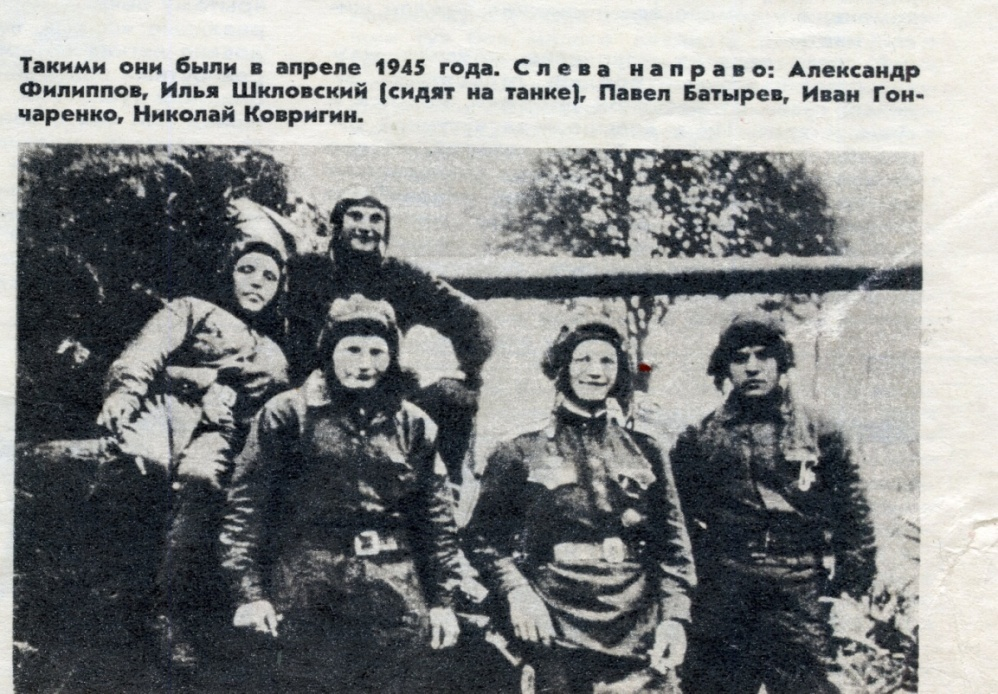 Такими они были в апреле 1945 года. Слева направо: Александр
Филиппов, Илья Шкловский (сидят на танке), Павел Батырев, Иван Гон-
чаренко, Николай Ковригин.